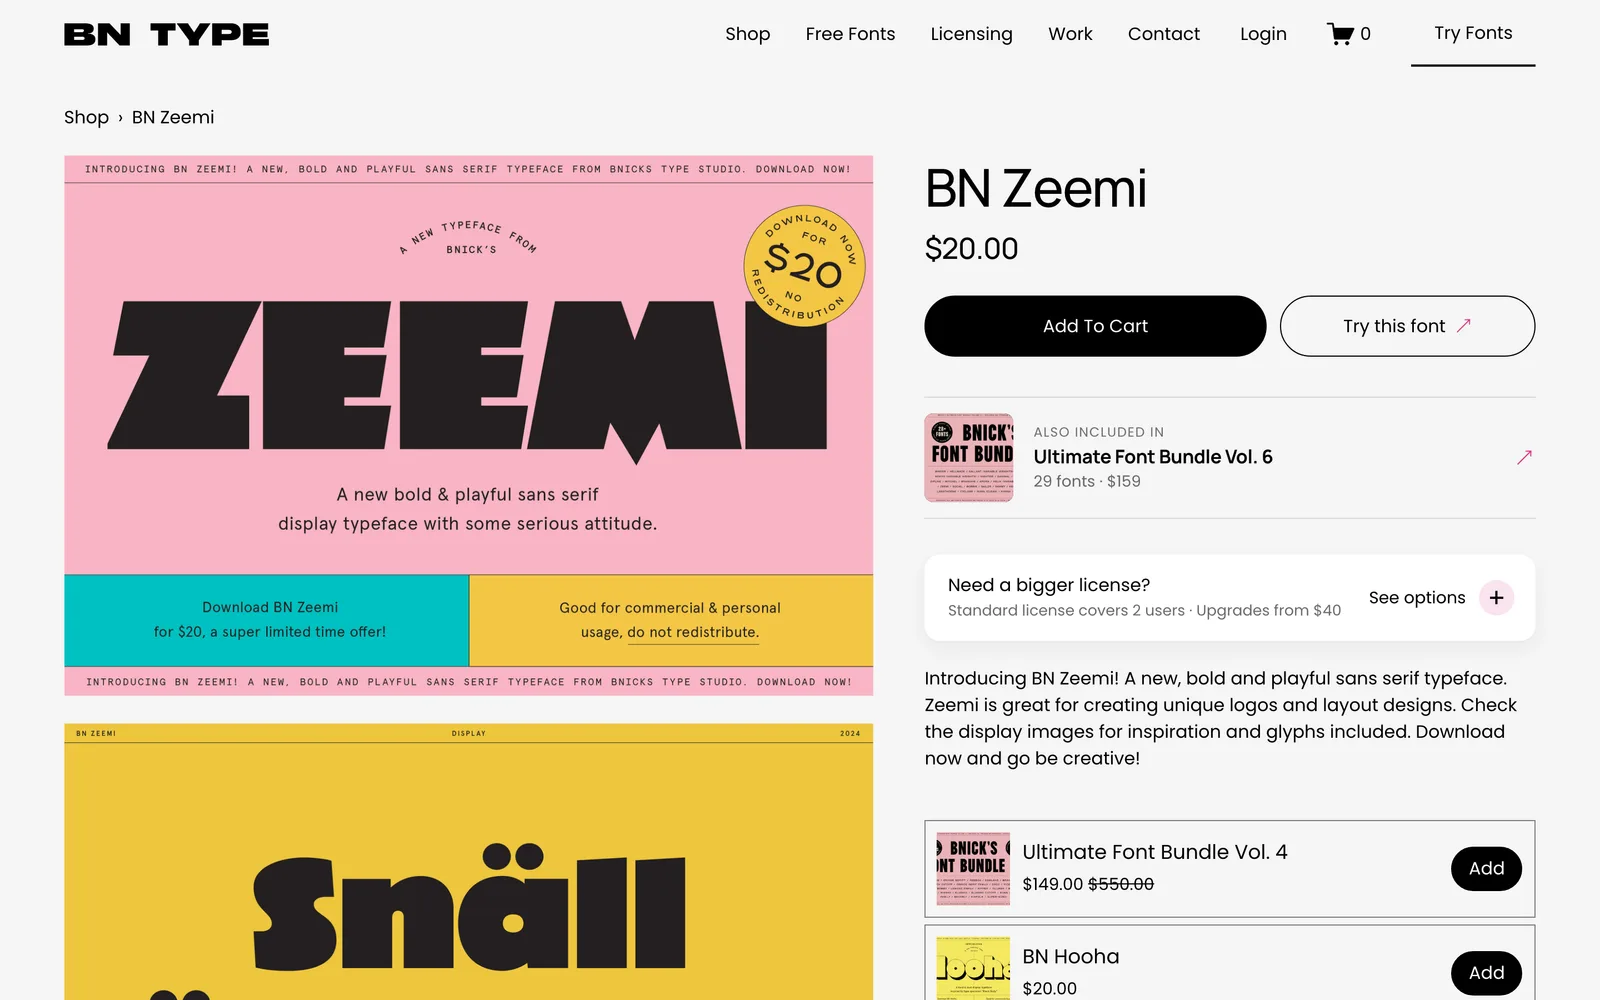 BN TYPE
Shop
Free Fonts
Licensing
Work
Contact
Login
0
Try Fonts
Shop › BN Zeemi
INTRODUCING BN ZEEMI! A NEW, BOLD AND PLAYFUL SANS SERIF TYPEFACE FROM BNICKS TYPE STUDIO. DOWNLOAD NOW!
A NEW TYPEFACE FROM
BNICK'S
DOWNLOAD NOW
FOR
$20
NO
REDISTRIBUTION
ZEEMI
A new bold & playful sans serif
display typeface with some serious attitude.
Download BN Zeemi
for $20, a super limited time offer!
Good for commercial & personal
usage, do not redistribute.
INTRODUCING BN ZEEMI! A NEW, BOLD AND PLAYFUL SANS SERIF TYPEFACE FROM BNICKS TYPE STUDIO. DOWNLOAD NOW!
BN ZEEMI
DISPLAY
2024
Snäll
BN Zeemi
$20.00
Add To Cart
Try this font
BNICK'S
FONT BUND
ALSO INCLUDED IN
Ultimate Font Bundle Vol. 6
29 fonts · $159
Need a bigger license?
Standard license covers 2 users · Upgrades from $40
See options
Introducing BN Zeemi! A new, bold and playful sans serif typeface.
Zeemi is great for creating unique logos and layout designs. Check
the display images for inspiration and glyphs included. Download
now and go be creative!
BNICK'S
NT BUNDLE
Ultimate Font Bundle Vol. 4
$149.00 $550.00
Add
BN Hooha
$20.00
Add